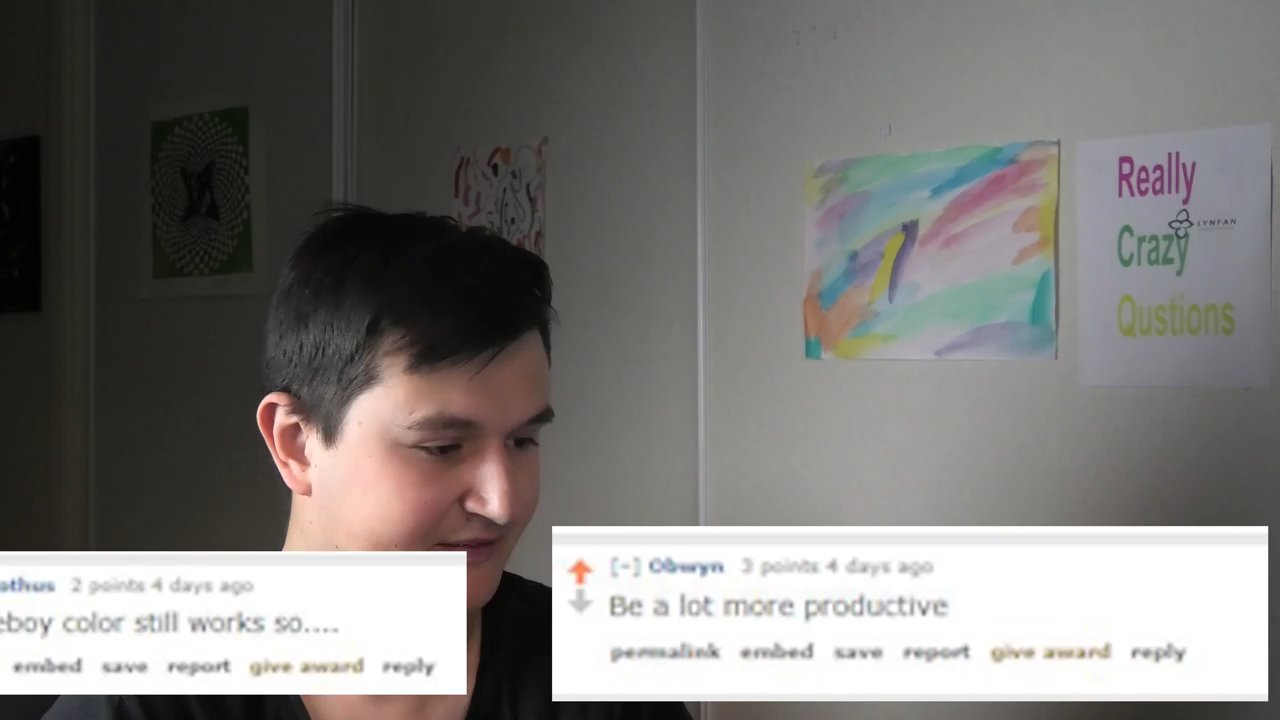 Really
Crazy
LYNFAN
Qustions
2 points 4 days ago
eboy color still works so....
embed save report give award reply
[-] Obwyn 3 points 4 days ago
Be a lot more productive
permalink embed save report give award reply